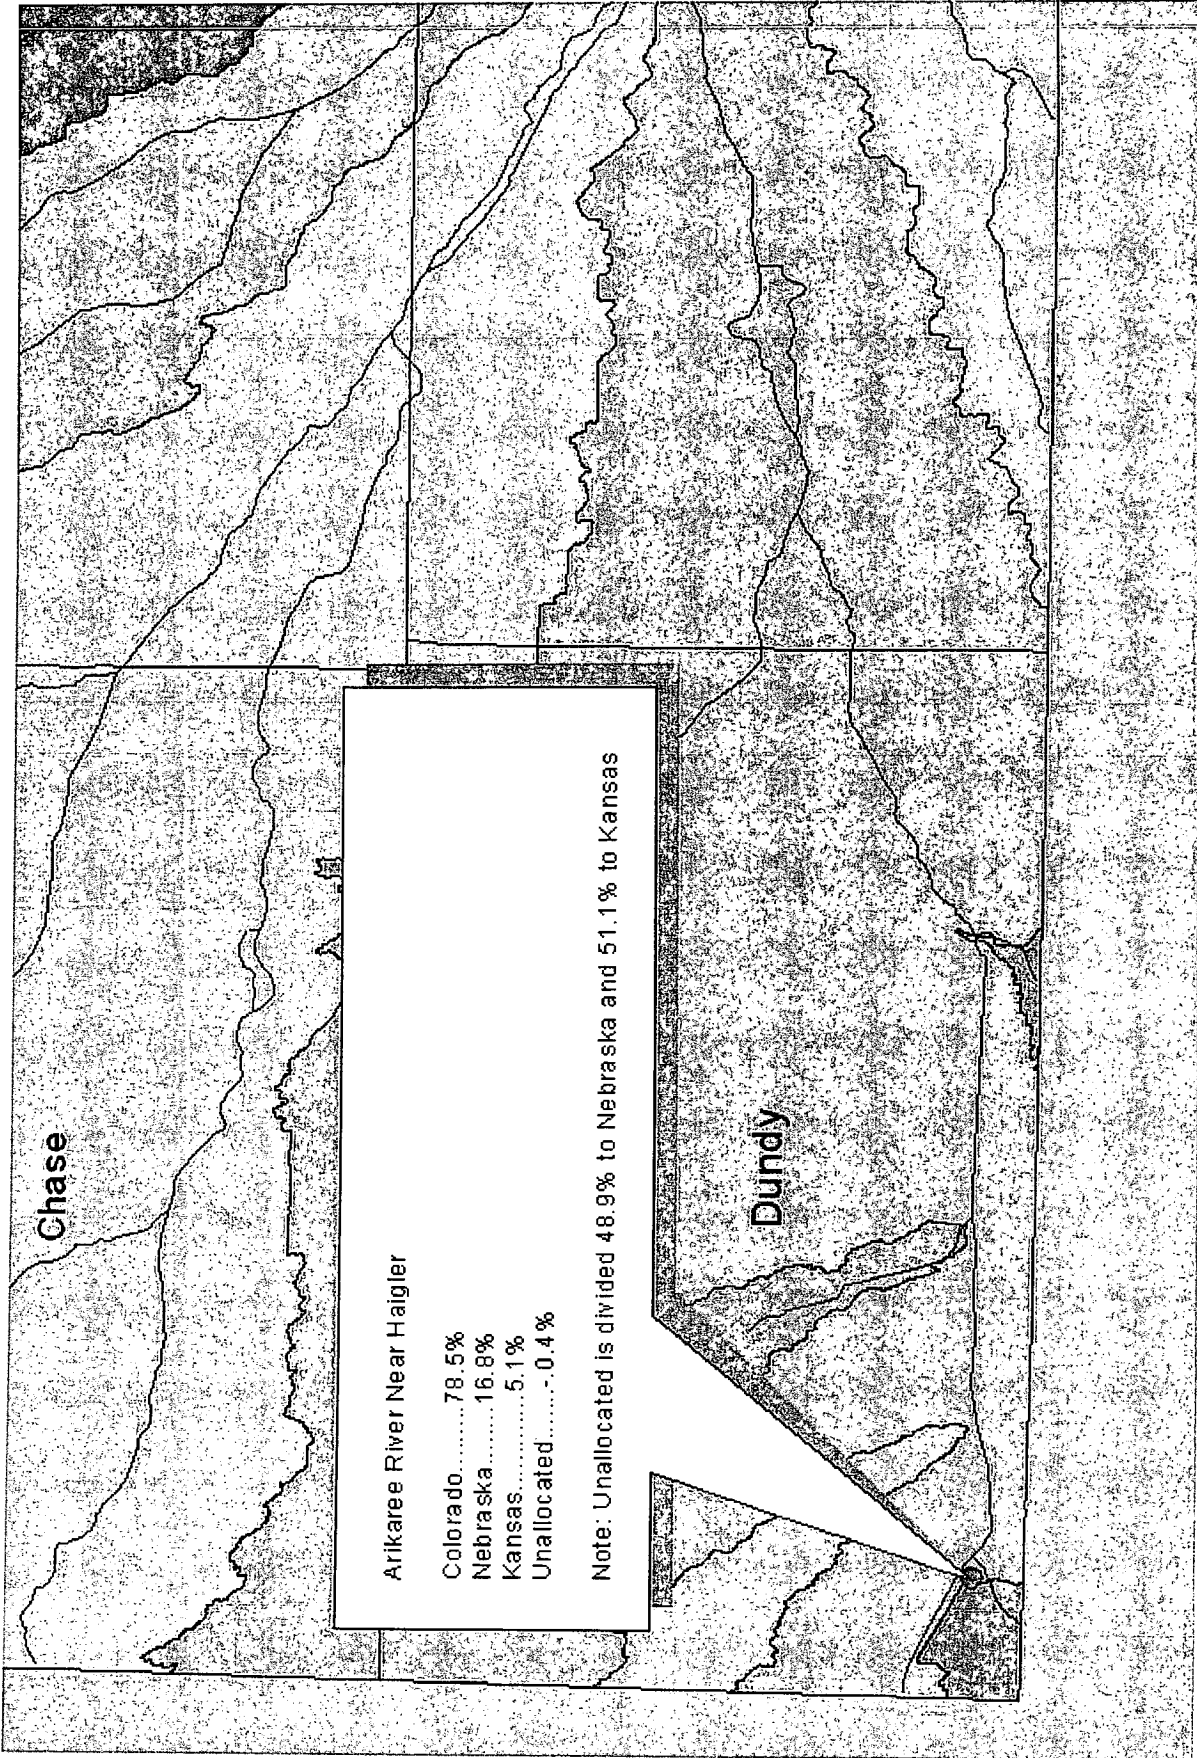 Chase
Arikaree River Near Haigler
Colorado..........78.5%
Nebraska.........16.8%
Kansas..............5.1%
Unallocated.......-0.4%
Note: Unallocated is divided 48.9% to Nebraska and 51.1% to Kansas
Dundy